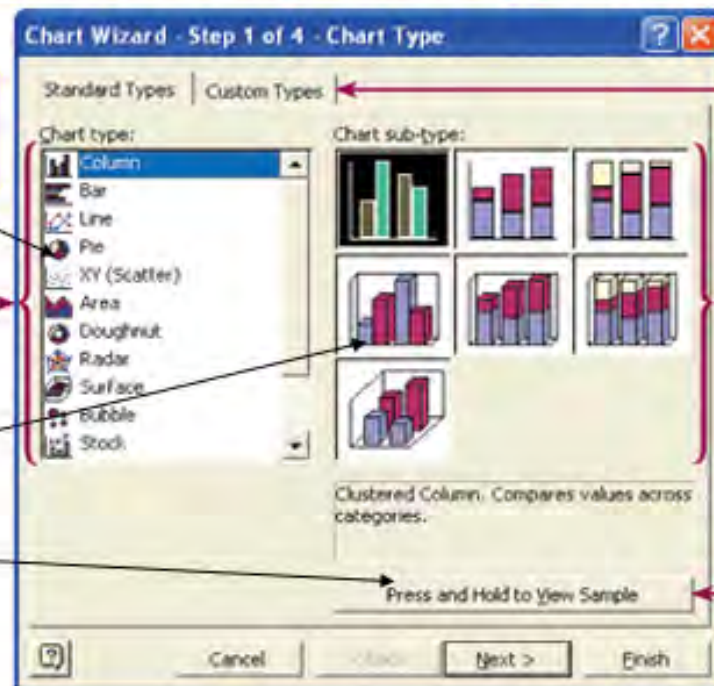 Chart Wizard - Step 1 of 4 - Chart Type
Standard Types
Custom Types
Chart type:
Column
Bar
Line
Pie
XY (Scatter)
Area
Doughnut
Radar
Surface
Bubble
Stock
Chart sub-type:
Clustered Column. Compares values across
categories.
Press and Hold to View Sample
Cancel
< Back
Next >
Finish